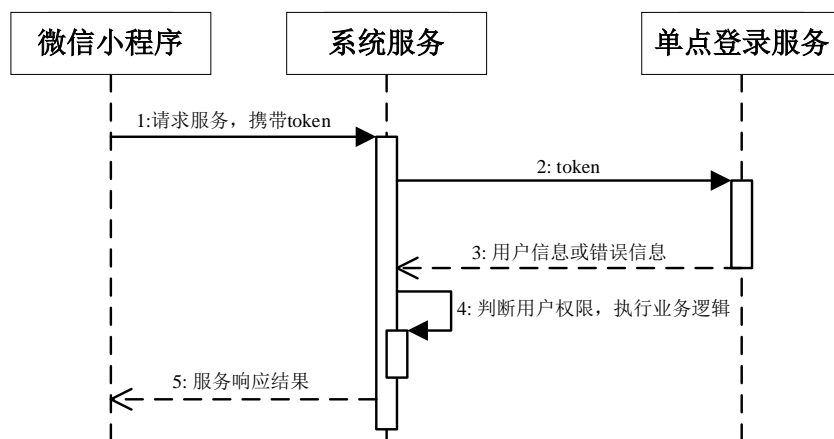 微信小程序
系统服务
单点登录服务
1:请求服务，携带token
2: token
3: 用户信息或错误信息
4: 判断用户权限，执行业务逻辑
5: 服务响应结果